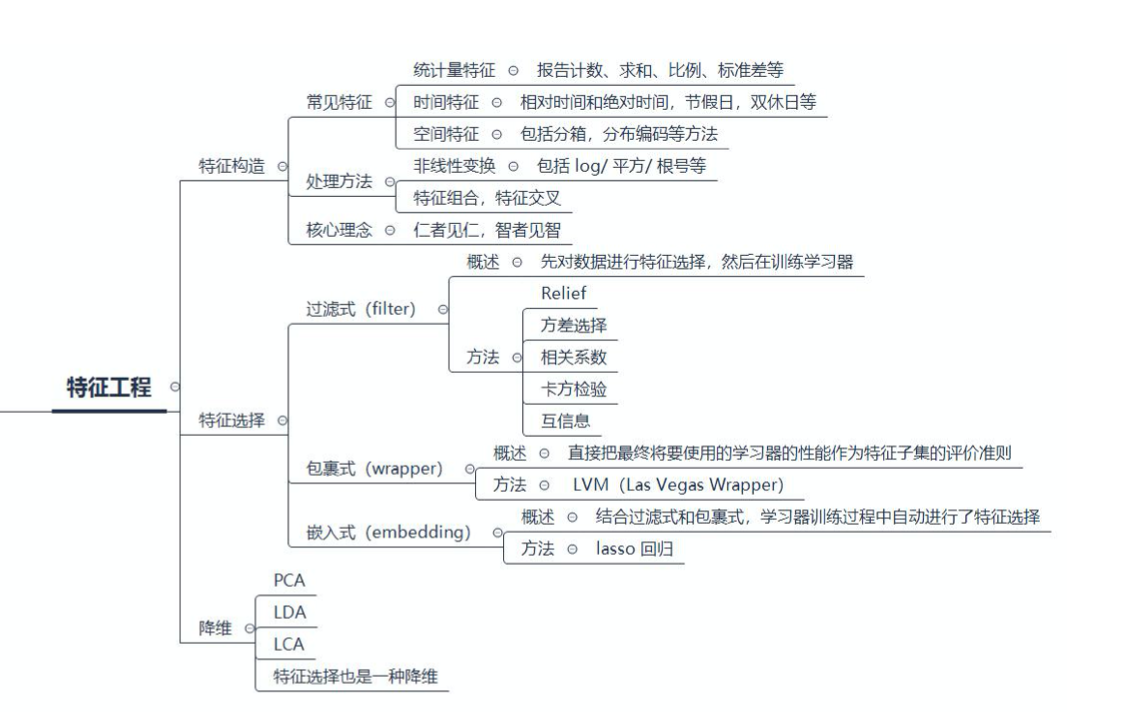 统计量特征 报告计数、求和、比例、标准差等
常见特征 时间特征 相对时间和绝对时间，节假日，双休日等
空间特征 包括分箱，分布编码等方法
特征构造 非线性变换 包括 log/ 平方/ 根号等
处理方法
特征组合，特征交叉
核心理念 仁者见仁，智者见智
概述 先对数据进行特征选择，然后在训练学习器
Relief
过滤式（filter）
方差选择
方法 相关系数
特征工程
卡方检验
特征选择 互信息
概述 直接把最终将要使用的学习器的性能作为特征子集的评价准则
包裹式（wrapper）
方法 LVM（Las Vegas Wrapper）
概述 结合过滤式和包裹式，学习器训练过程中自动进行了特征选择
嵌入式（embedding）
方法 lasso 回归
PCA
LDA
降维
LCA
特征选择也是一种降维